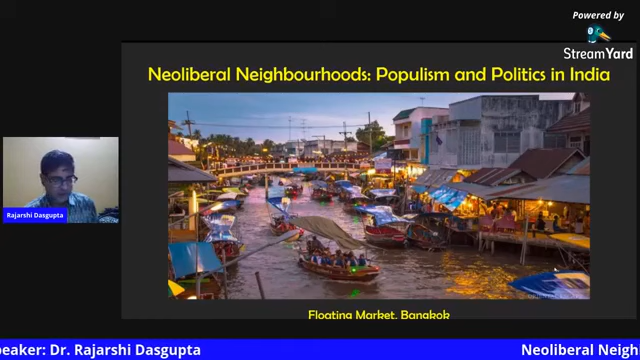 Powered by
StreamYard
Neoliberal Neighbourhoods: Populism and Politics in India
Rajarshi Dasgupta
Floating Market, Bangkok
peaker: Dr. Rajarshi Dasgupta
Neoliberal Neigh